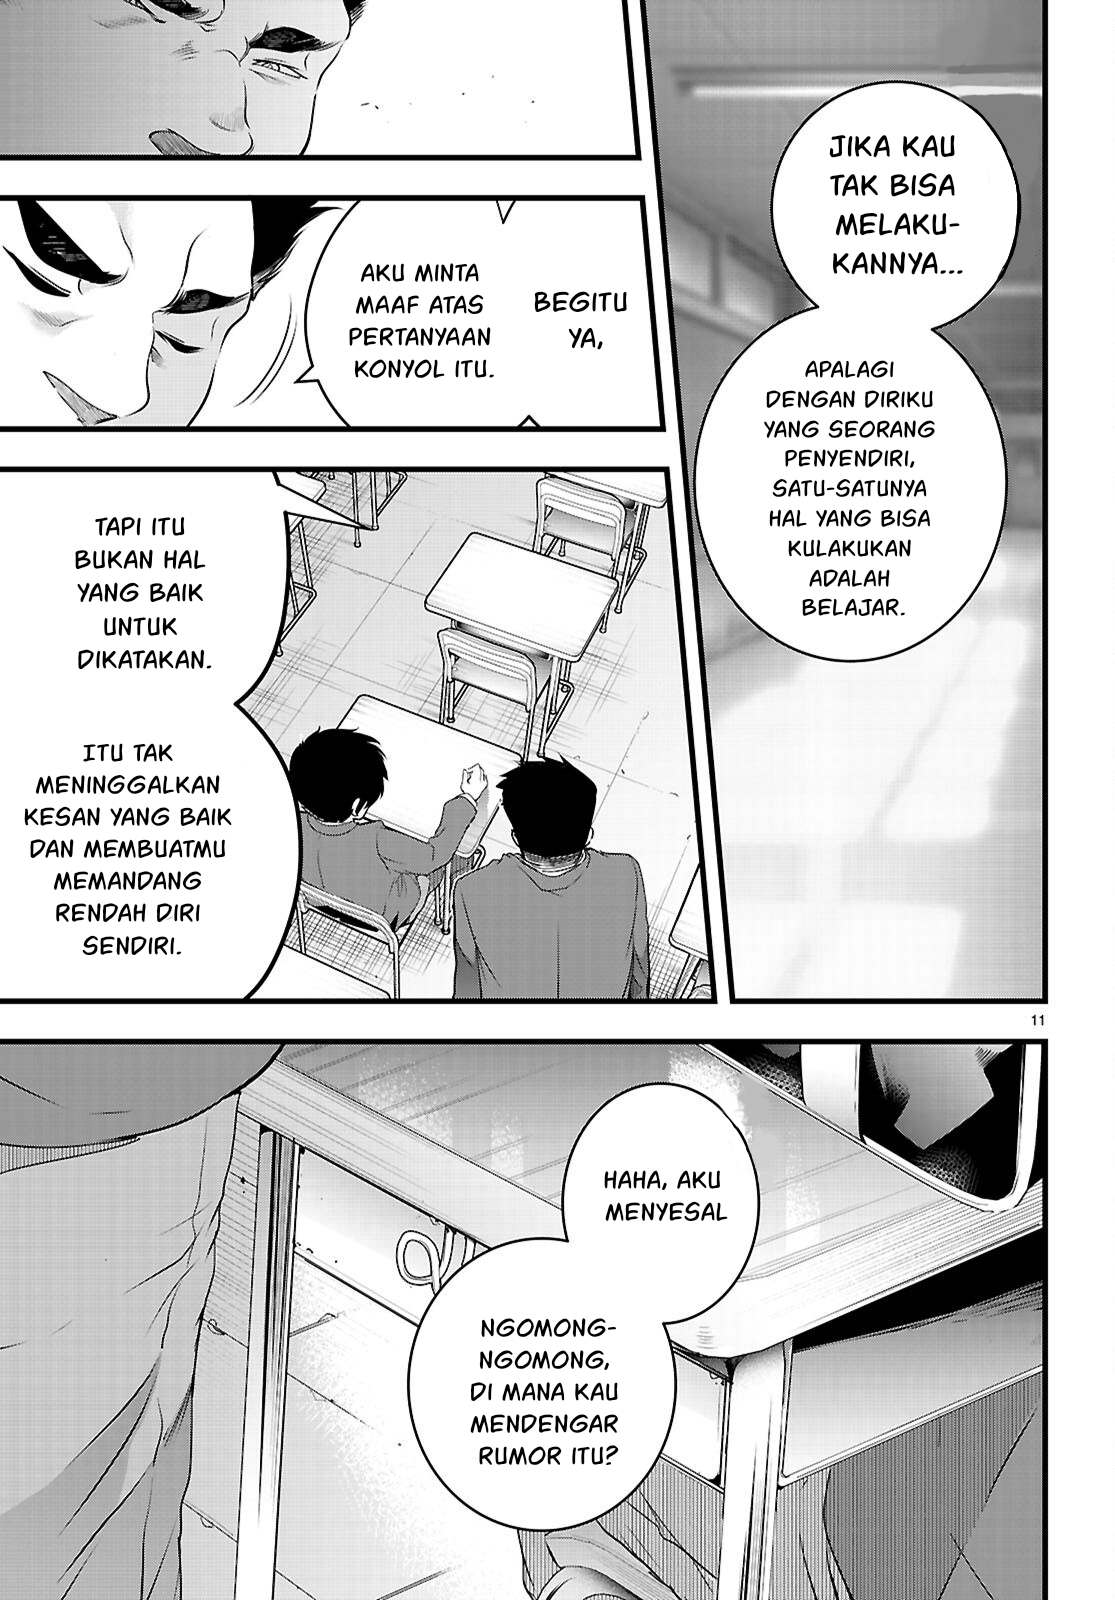 JIKA KAU
TAK BISA
MELAKU-
KANNYA...
APALAGI
DENGAN DIRIKU
YANG SEORANG
PENYENDIRI,
SATU-SATUNYA
HAL YANG BISA
KULAKUKAN
ADALAH
BELAJAR.
BEGITU
YA,
AKU MINTA
MAAF ATAS
PERTANYAAN
KONYOL ITU.
TAPI ITU
BUKAN HAL
YANG BAIK
UNTUK
DIKATAKAN.
ITU TAK
MENINGGALKAN
KESAN YANG BAIK
DAN MEMBUATMU
MEMANDANG
RENDAH DIRI
SENDIRI.
11
HAHA, AKU
MENYESAL
NGOMONG-
NGOMONG,
DI MANA KAU
MENDENGAR
RUMOR ITU?